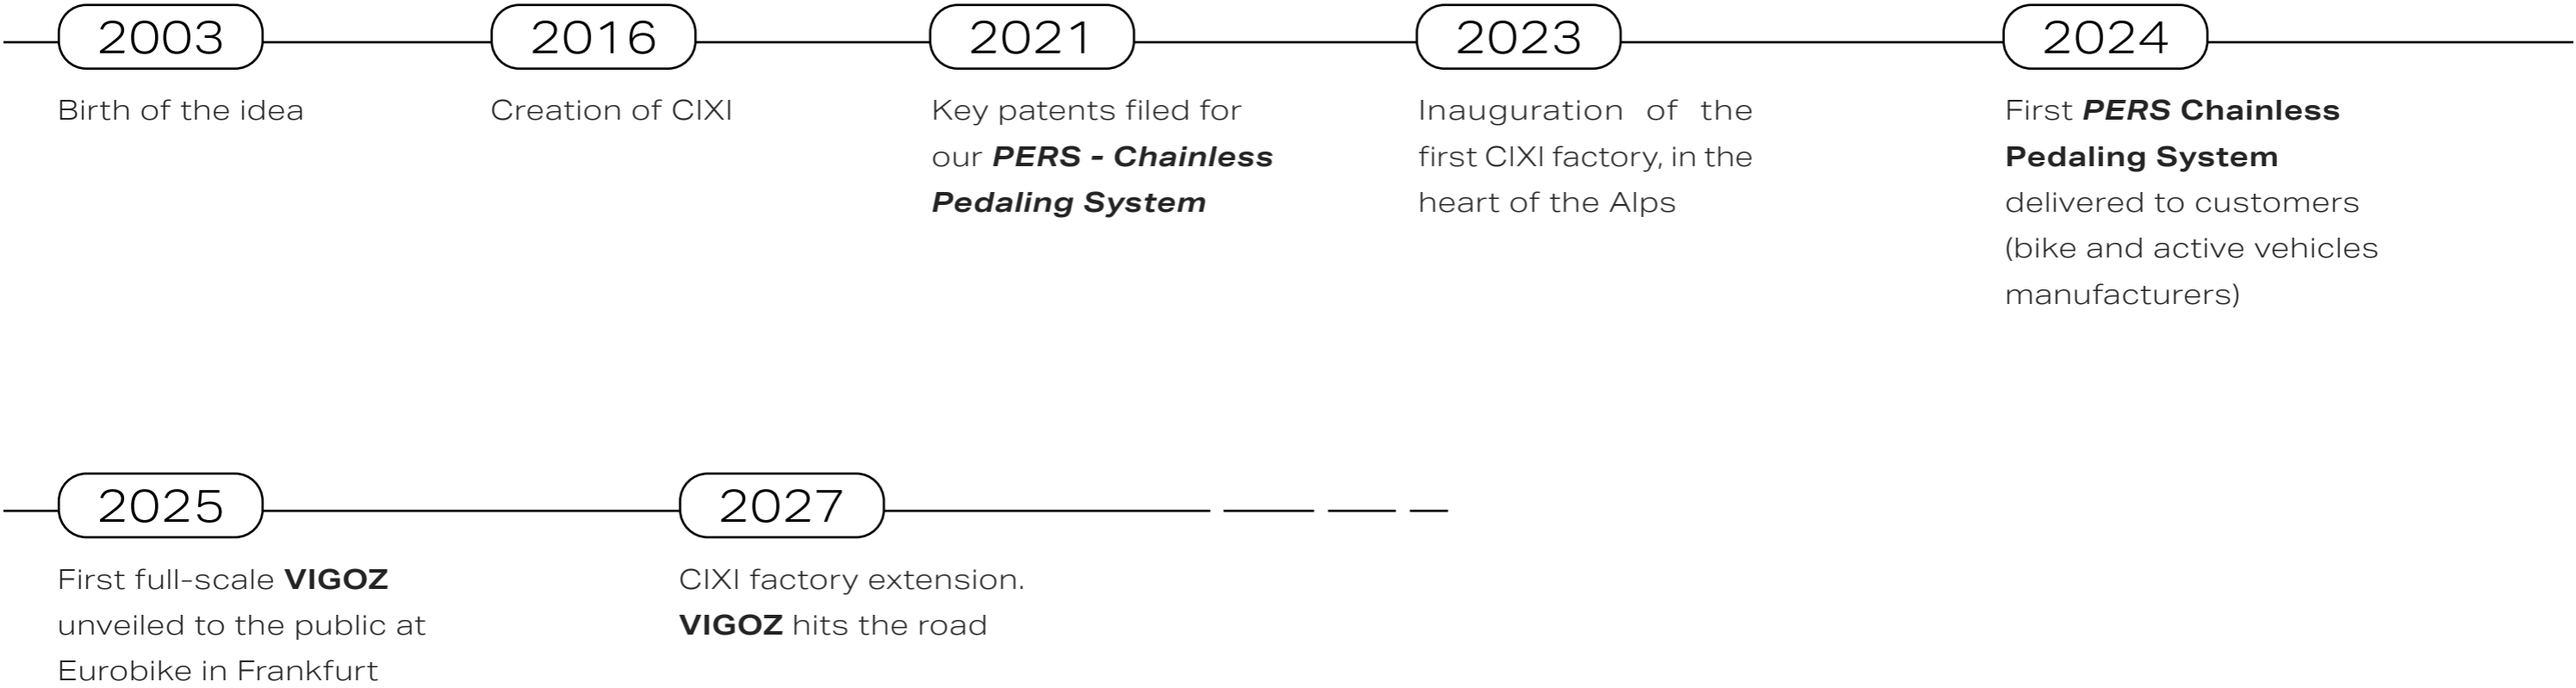 2003
Birth of the idea
2016
Creation of CIXI
2021
Key patents filed for
our PERS - Chainless
Pedaling System
2023
Inauguration of the
first CIXI factory, in the
heart of the Alps
2024
First PERS Chainless
Pedaling System
delivered to customers
(bike and active vehicles
manufacturers)
2025
First full-scale VIGOZ
unveiled to the public at
Eurobike in Frankfurt
2027
CIXI factory extension.
VIGOZ hits the road